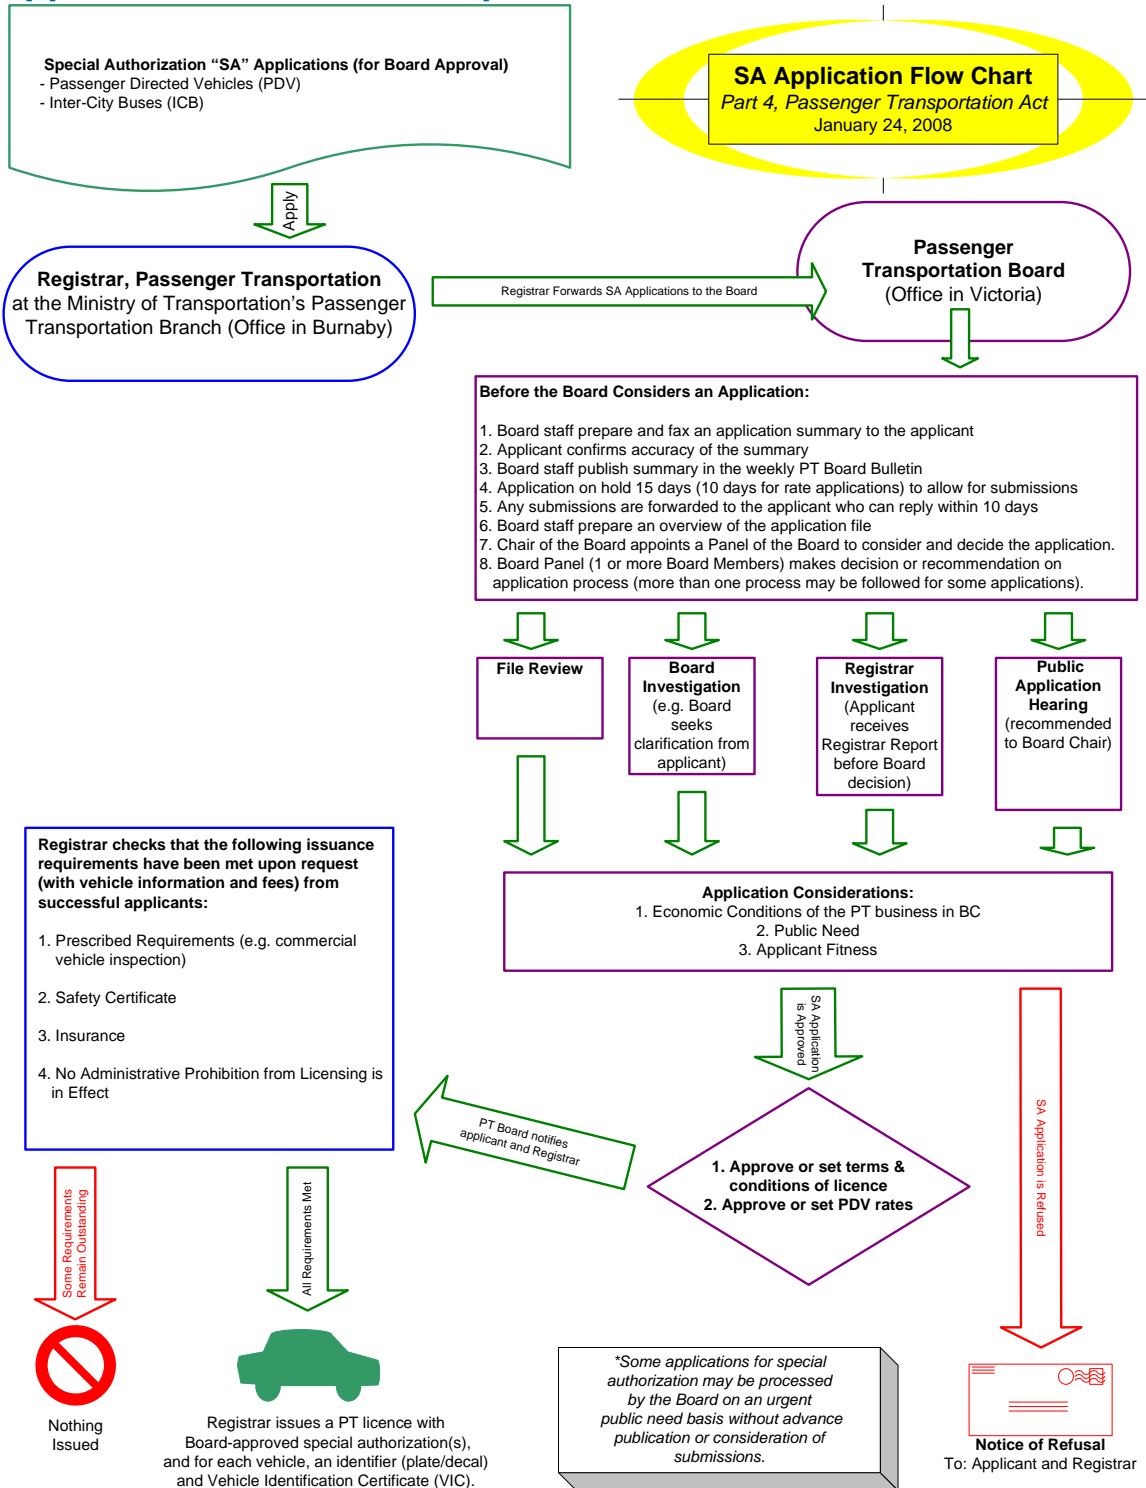 Special Authorization “SA” Applications (for Board Approval)
- Passenger Directed Vehicles (PDV)
- Inter-City Buses (ICB)
SA Application Flow Chart
Part 4, Passenger Transportation Act
January 24, 2008
Apply
Registrar, Passenger Transportation
at the Ministry of Transportation’s Passenger
Transportation Branch (Office in Burnaby)
Registrar Forwards SA Applications to the Board
Passenger
Transportation Board
(Office in Victoria)
Before the Board Considers an Application:
1. Board staff prepare and fax an application summary to the applicant
2. Applicant confirms accuracy of the summary
3. Board staff publish summary in the weekly PT Board Bulletin
4. Application on hold 15 days (10 days for rate applications) to allow for submissions
5. Any submissions are forwarded to the applicant who can reply within 10 days
6. Board staff prepare an overview of the application file
7. Chair of the Board appoints a Panel of the Board to consider and decide the application.
8. Board Panel (1 or more Board Members) makes decision or recommendation on
application process (more than one process may be followed for some applications).
File Review
Board
Investigation
(e.g. Board
seeks
clarification from
applicant)
Registrar
Investigation
(Applicant
receives
Registrar Report
before Board
decision)
Public
Application
Hearing
(recommended
to Board Chair)
Application Considerations:
1. Economic Conditions of the PT business in BC
2. Public Need
3. Applicant Fitness
SA Application
is Approved
SA Application is Refused
1. Approve or set terms &
conditions of licence
2. Approve or set PDV rates
PT Board notifies
applicant and Registrar
Registrar checks that the following issuance
requirements have been met upon request
(with vehicle information and fees) from
successful applicants:
1. Prescribed Requirements (e.g. commercial
vehicle inspection)
2. Safety Certificate
3. Insurance
4. No Administrative Prohibition from Licensing is
in Effect
Some Requirements
Remain Outstanding
All Requirements Met
Nothing
Issued
Registrar issues a PT licence with
Board-approved special authorization(s),
and for each vehicle, an identifier (plate/decal)
and Vehicle Identification Certificate (VIC).
*Some applications for special
authorization may be processed
by the Board on an urgent
public need basis without advance
publication or consideration of
submissions.
Notice of Refusal
To: Applicant and Registrar